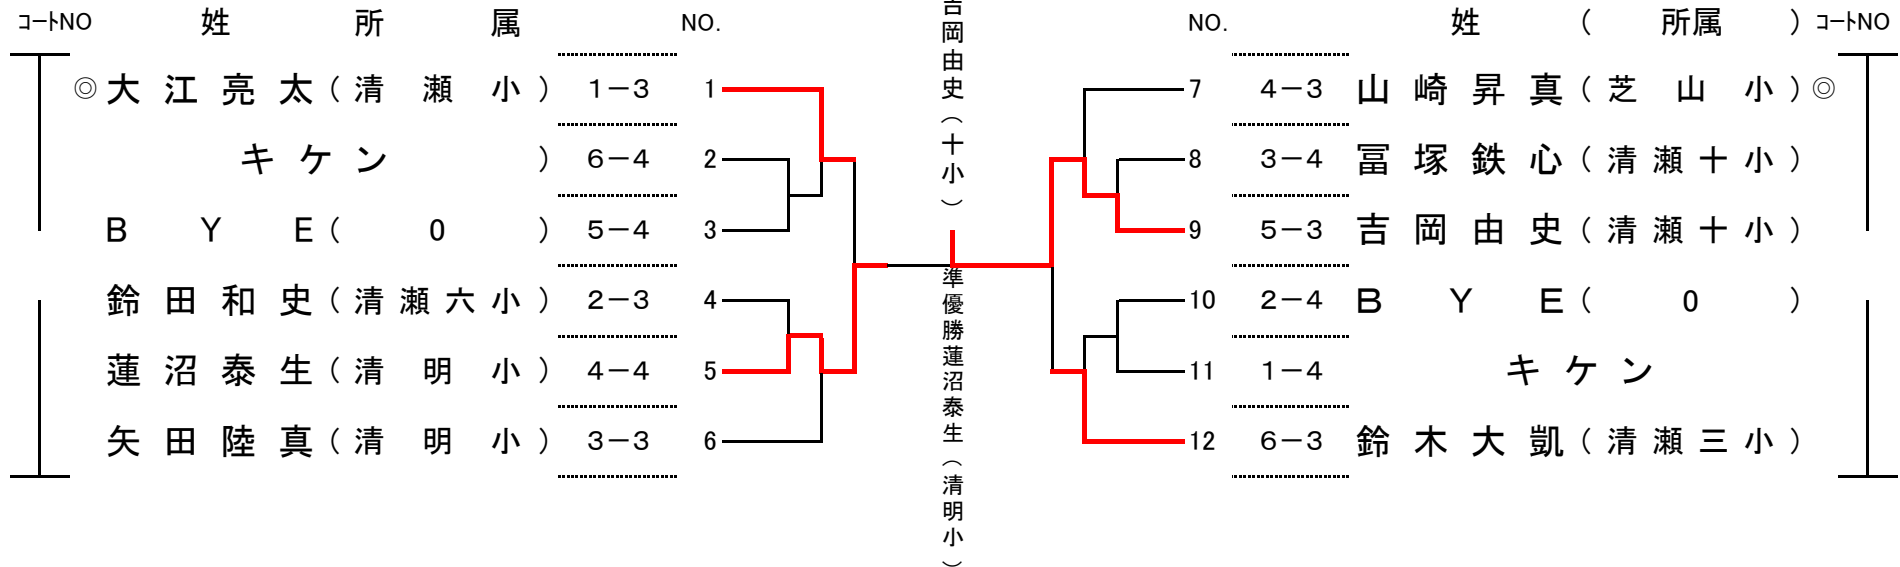 コートNO 姓 所 属 NO.
◎ 大江亮太 (清瀬小) 1-3 1
キケン ) 6-4 2
BYE ( 0 ) 5-4 3
鈴田和史 (清瀬六小) 2-3 4
蓮沼泰生 (清明小) 4-4 5
矢田陸真 (清明小) 3-3 6
吉岡由史(十小)
準優勝蓮沼泰生(清明小)
NO. 姓 ( 所属 ) コートNO
7 4-3 山崎昇真 (芝山小) ◎
8 3-4 冨塚鉄心 (清瀬十小)
9 5-3 吉岡由史 (清瀬十小)
10 2-4 BYE ( 0 )
11 1-4 キケン
12 6-3 鈴木大凱 (清瀬三小)